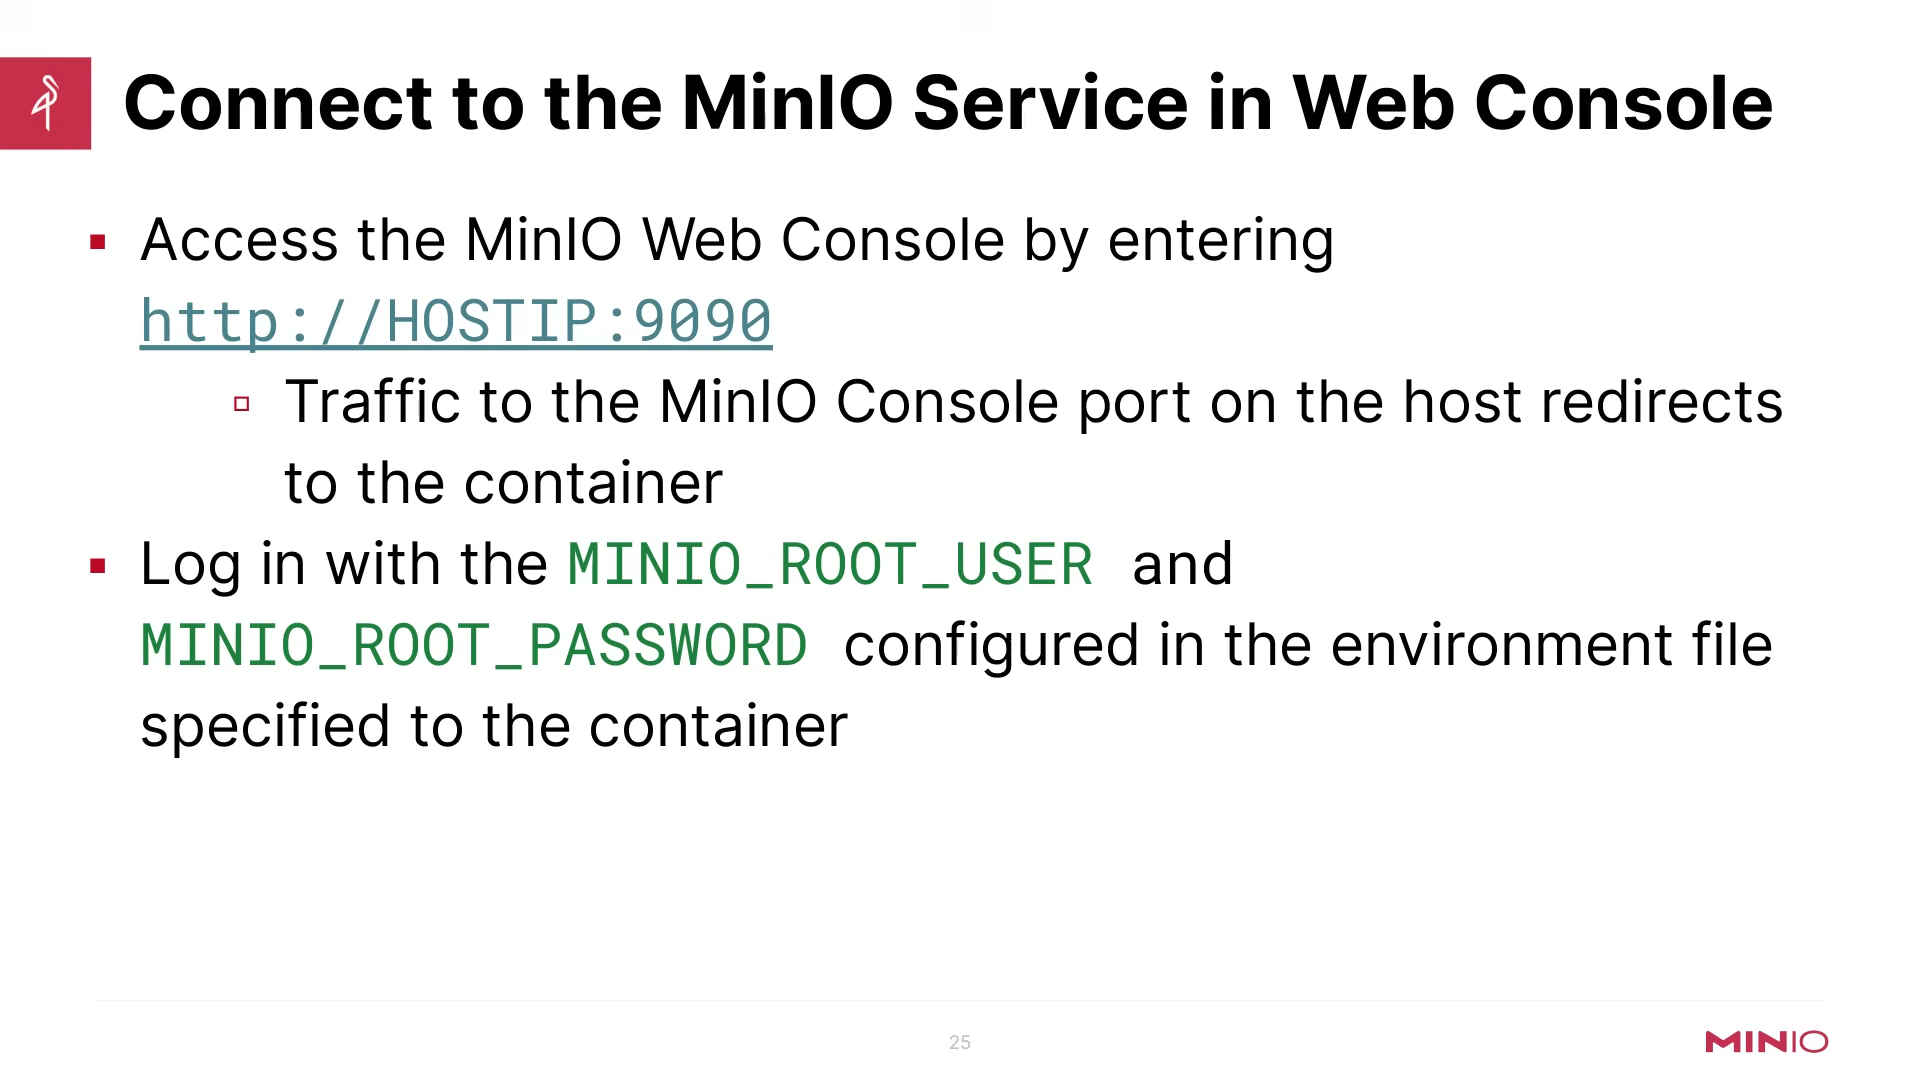 Connect to the MinIO Service in Web Console
▪ Access the MinIO Web Console by entering
http://HOSTIP:9090
▫ Traffic to the MinIO Console port on the host redirects
to the container
▪ Log in with the MINIO_ROOT_USER and
MINIO_ROOT_PASSWORD configured in the environment file
specified to the container
25
MINIO